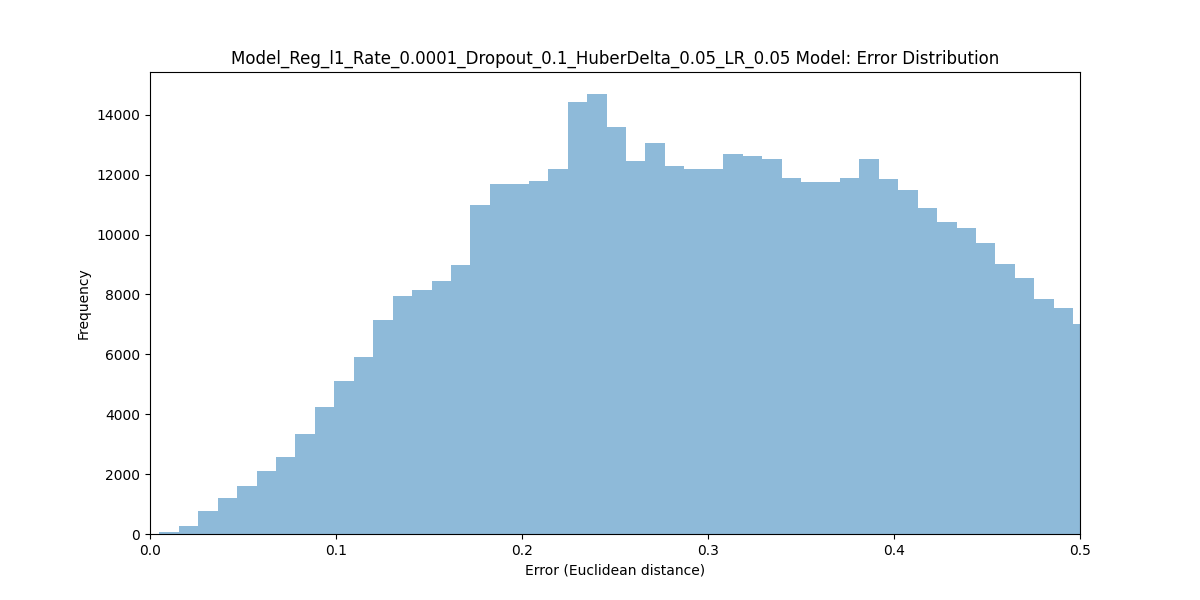 Model_Reg_l1_Rate_0.0001_Dropout_0.1_HuberDelta_0.05_LR_0.05 Model: Error Distribution
14000
12000
10000
8000
6000
4000
2000
0
Frequency
0.0 0.1 0.2 0.3 0.4 0.5
Error (Euclidean distance)